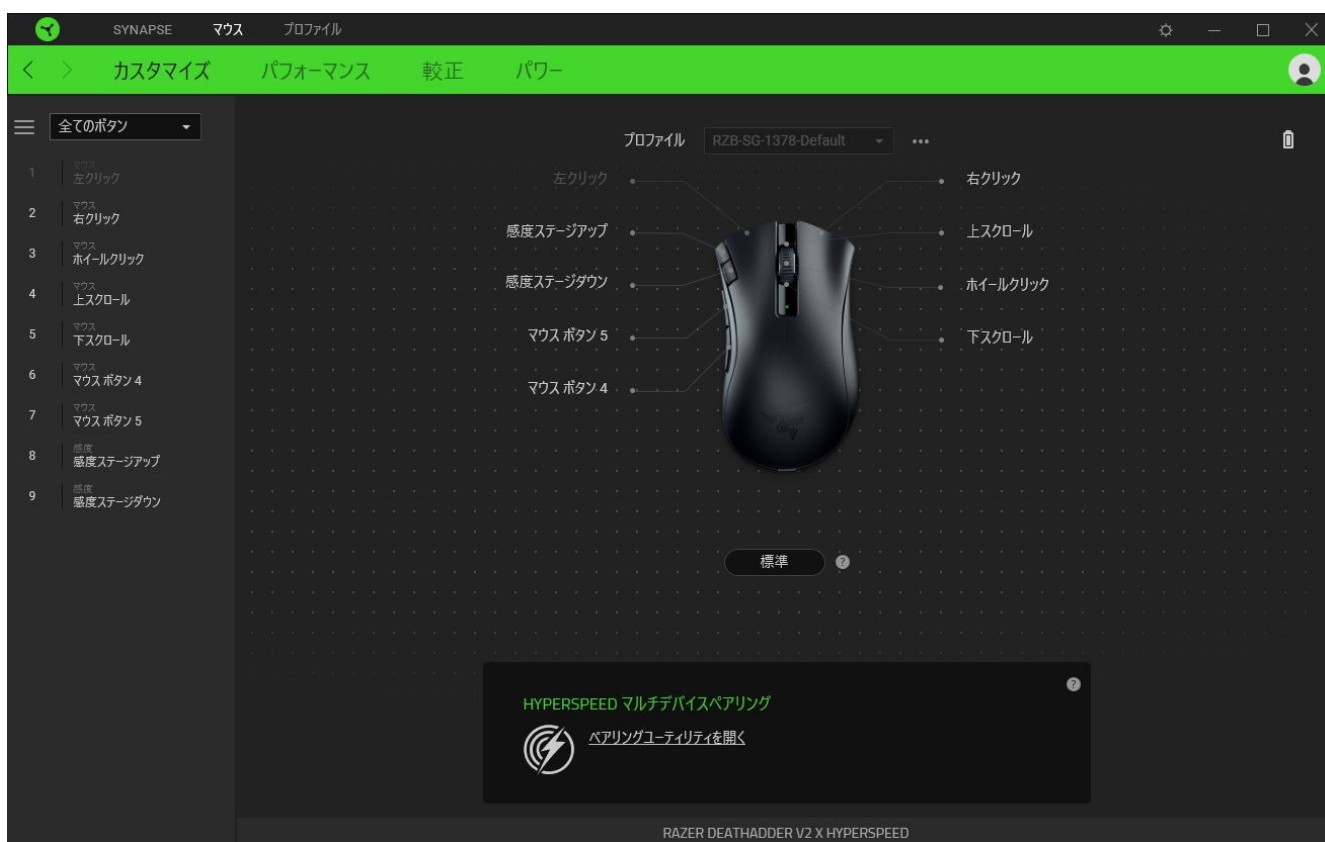 SYNAPSE マウス プロファイル
カスタマイズ パフォーマンス 較正 パワー
全てのボタン
プロファイル RZB-SG-1378-Default
1 マウス
左クリック
2 マウス
右クリック
3 マウス
ホイールクリック
4 マウス
上スクロール
5 マウス
下スクロール
6 マウス
マウス ボタン 4
7 マウス
マウス ボタン 5
8 感度
感度ステージアップ
9 感度
感度ステージダウン
左クリック
右クリック
感度ステージアップ
上スクロール
感度ステージダウン
ホイールクリック
マウス ボタン 5
下スクロール
マウス ボタン 4
標準 ?
HYPERSPEED マルチデバイスペアリング ?
ペアリングユーティリティを開く
RAZER DEATHADDER V2 X HYPERSPEED